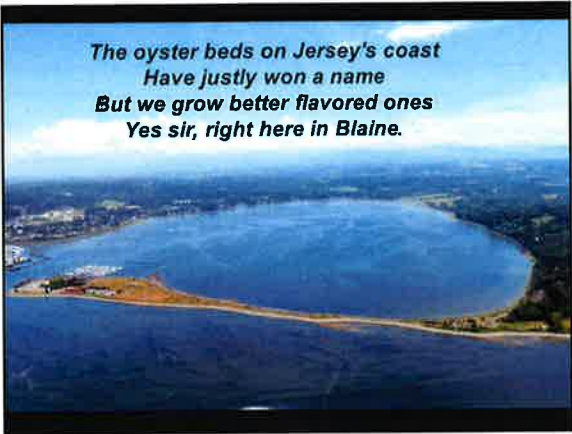 The oyster beds on Jersey's coast
Have justly won a name
But we grow better flavored ones
Yes sir, right here in Blaine.